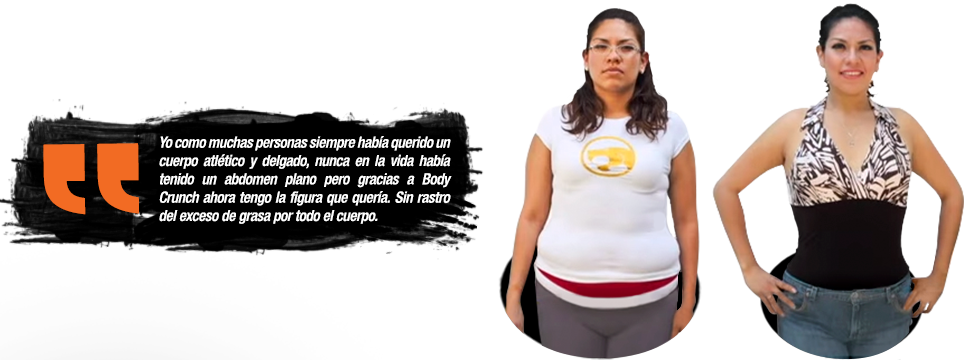 Yo como muchas personas siempre había querido un
cuerpo atlético y delgado, nunca en la vida había
tenido un abdomen plano pero gracias a Body
Crunch ahora tengo la figura que quería. Sin rastro
del exceso de grasa por todo el cuerpo.